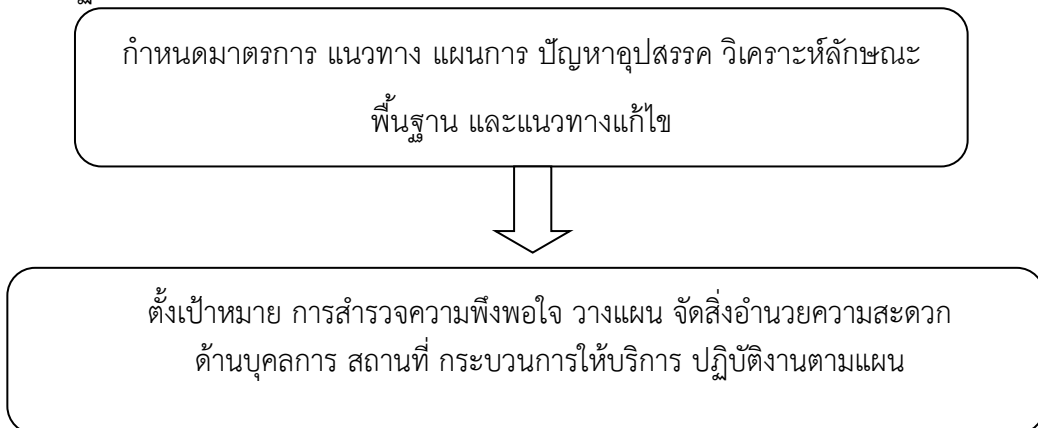 กำหนดมาตรการ แนวทาง แผนการ ปัญหาอุปสรรค วิเคราะห์ลักษณะ
พื้นฐาน และแนวทางแก้ไข
ตั้งเป้าหมาย การสำรวจความพึงพอใจ วางแผน จัดสิ่งอำนวยความสะดวก
ด้านบุคลการ สถานที่ กระบวนการให้บริการ ปฏิบัติงานตามแผน